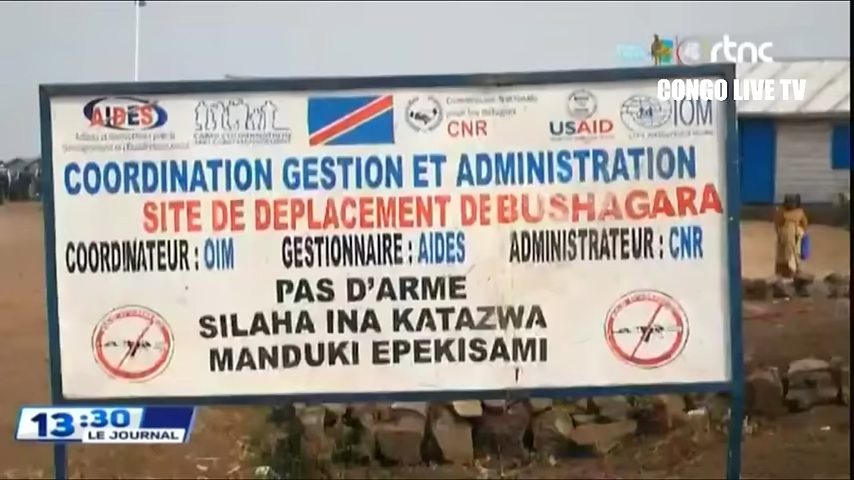 rtnc
CONGO LIVE TV
AIDES
CNR
USAID
OIM
COORDINATION GESTION ET ADMINISTRATION
SITE DE DEPLACEMENT DE BUSHAGARA
COORDINATEUR : OIM GESTIONNAIRE : AIDES ADMINISTRATEUR : CNR
PAS D'ARME
SILAHA INA KATAZWA
MANDUKI EPEKISAMI
13:30
LE JOURNAL